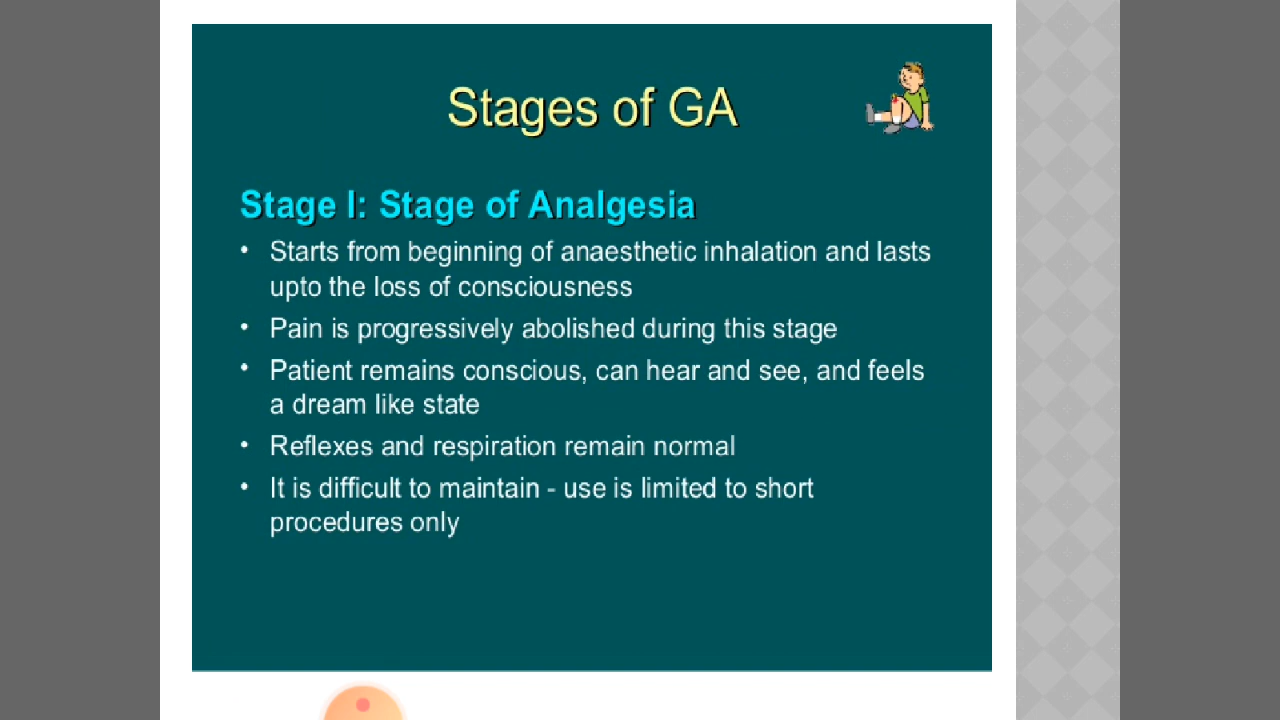 Stages of GA
Stage I: Stage of Analgesia
• Starts from beginning of anaesthetic inhalation and lasts
upto the loss of consciousness
• Pain is progressively abolished during this stage
• Patient remains conscious, can hear and see, and feels
a dream like state
• Reflexes and respiration remain normal
• It is difficult to maintain - use is limited to short
procedures only